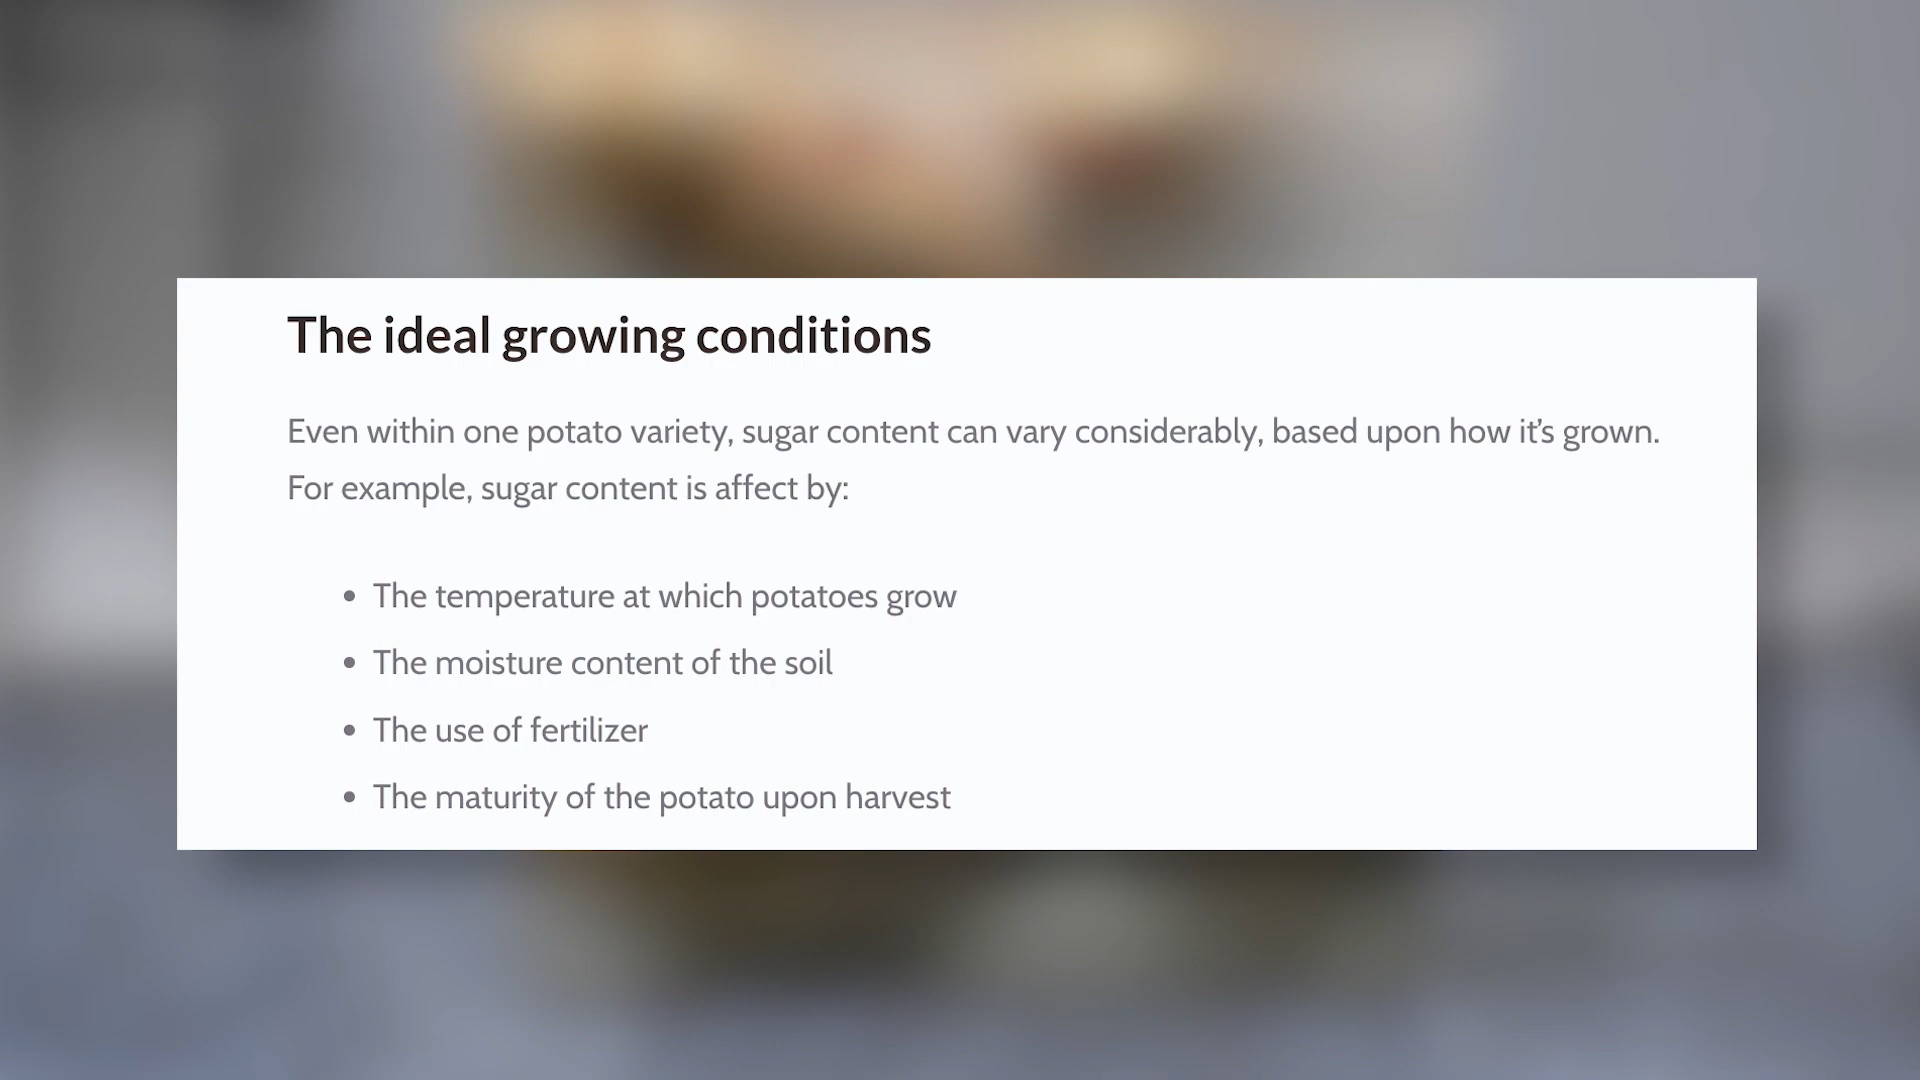 The ideal growing conditions
Even within one potato variety, sugar content can vary considerably, based upon how it’s grown.
For example, sugar content is affect by:
• The temperature at which potatoes grow
• The moisture content of the soil
• The use of fertilizer
• The maturity of the potato upon harvest